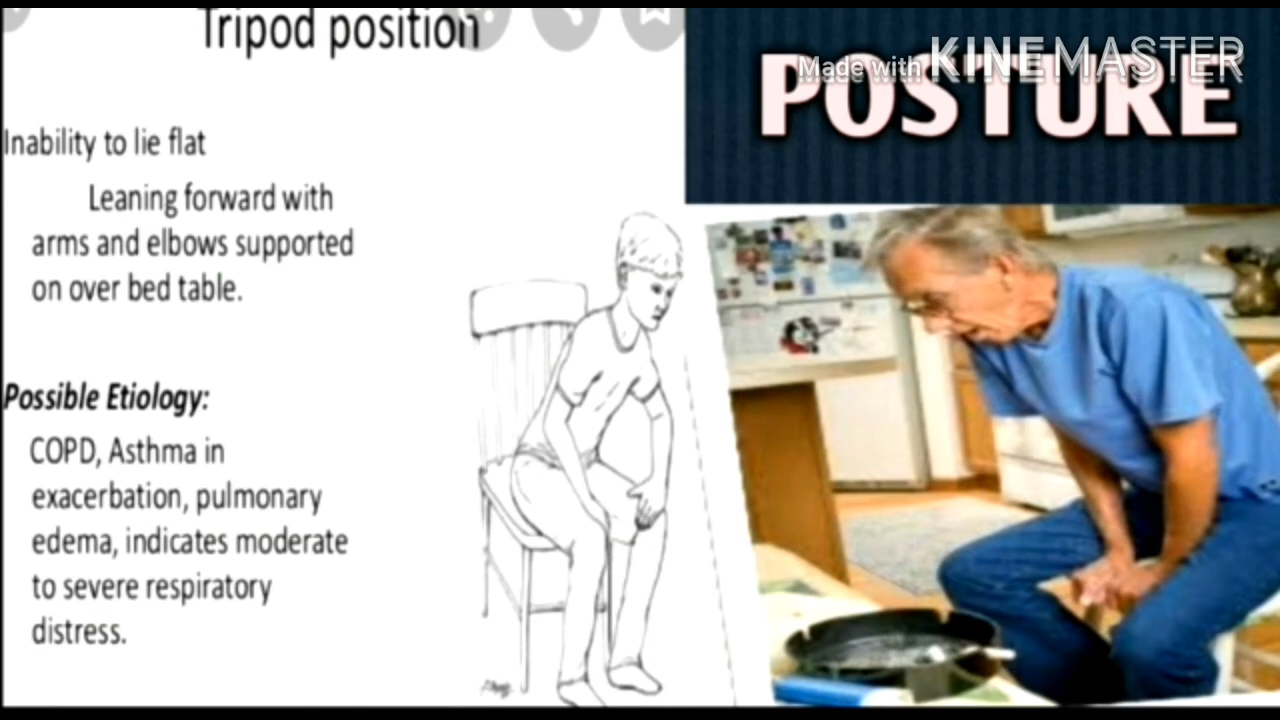 Tripod position
Inability to lie flat
Leaning forward with
arms and elbows supported
on over bed table.
Possible Etiology:
COPD, Asthma in
exacerbation, pulmonary
edema, indicates moderate
to severe respiratory
distress.
Made with KINEMASTER
POSTURE